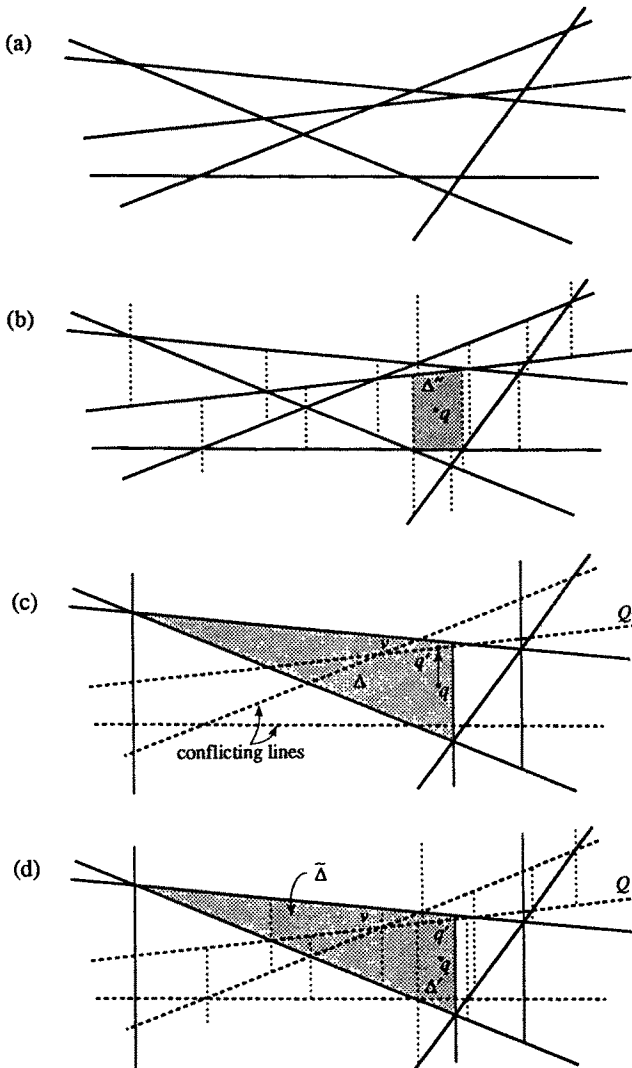 (a)
(b)
Δ″
q
(c)
Q
v
q′
Δ
q
conflicting lines
(d)
Δ̃
Q
v
q′
q
Δ′